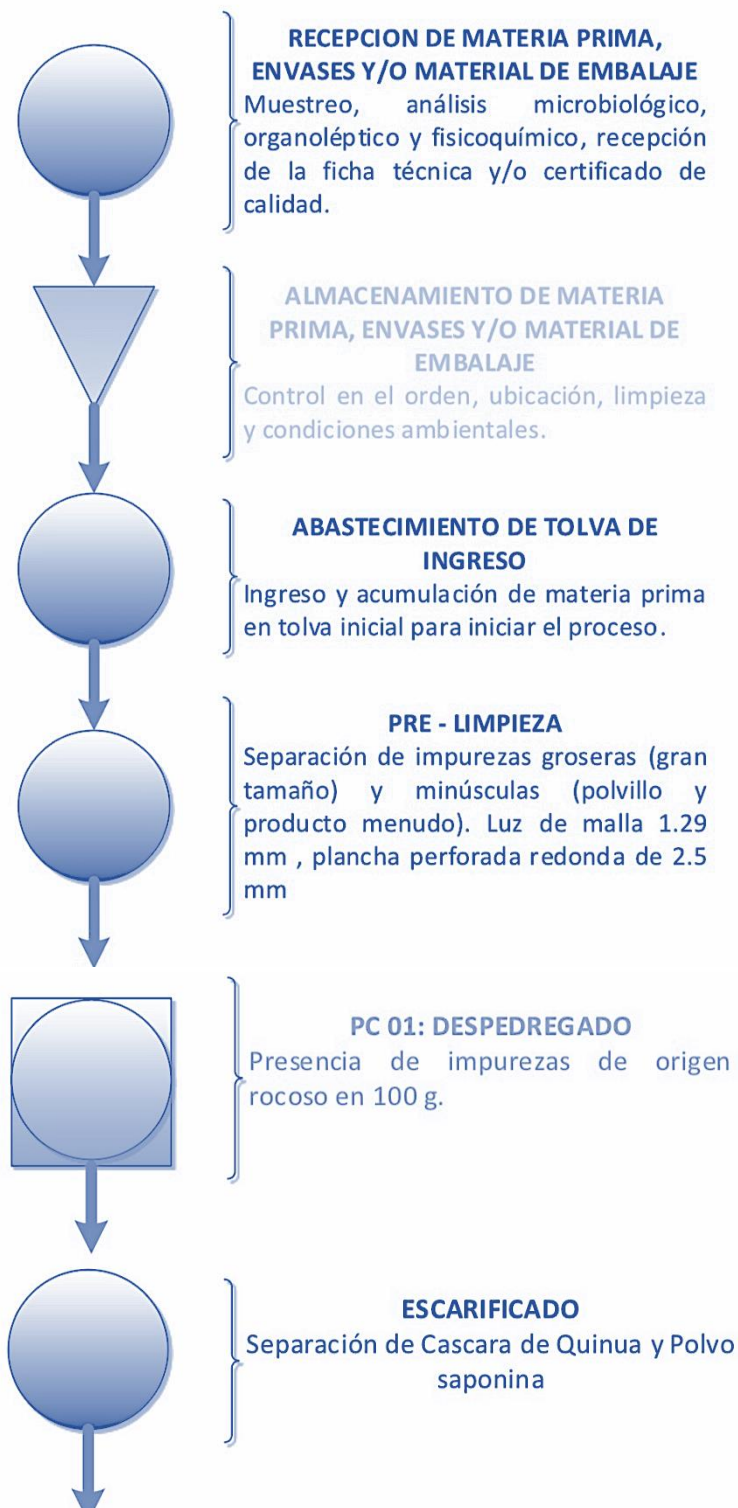 RECEPCION DE MATERIA PRIMA,
ENVASES Y/O MATERIAL DE EMBALAJE
Muestreo, análisis microbiológico,
organoléptico y fisicoquímico, recepción
de la ficha técnica y/o certificado de
calidad.
ALMACENAMIENTO DE MATERIA
PRIMA, ENVASES Y/O MATERIAL DE
EMBALAJE
Control en el orden, ubicación, limpieza
y condiciones ambientales.
ABASTECIMIENTO DE TOLVA DE
INGRESO
Ingreso y acumulación de materia prima
en tolva inicial para iniciar el proceso.
PRE - LIMPIEZA
Separación de impurezas groseras (gran
tamaño) y minúsculas (polvillo y
producto menudo). Luz de malla 1.29
mm , plancha perforada redonda de 2.5
mm
PC 01: DESPEDREGADO
Presencia de impurezas de origen
rocoso en 100 g.
ESCARIFICADO
Separación de Cascara de Quinua y Polvo
saponina